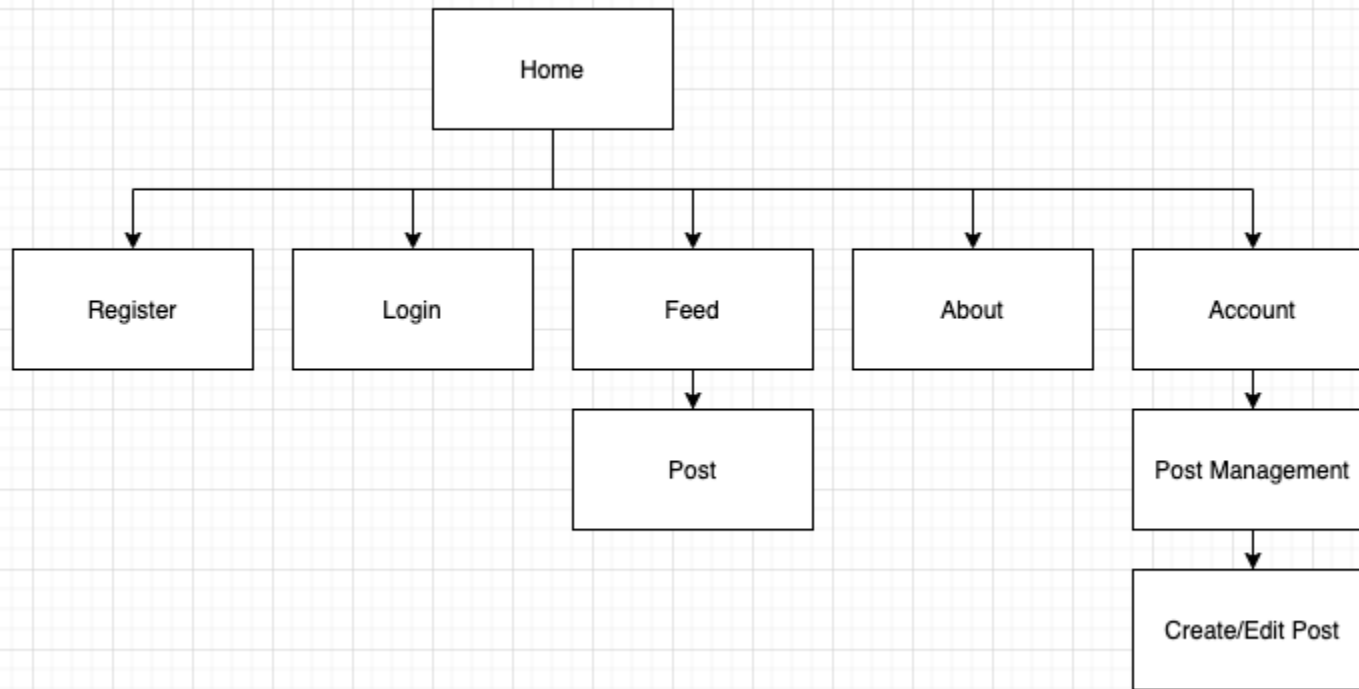 Home
Register
Login
Feed
About
Account
Post
Post Management
Create/Edit Post